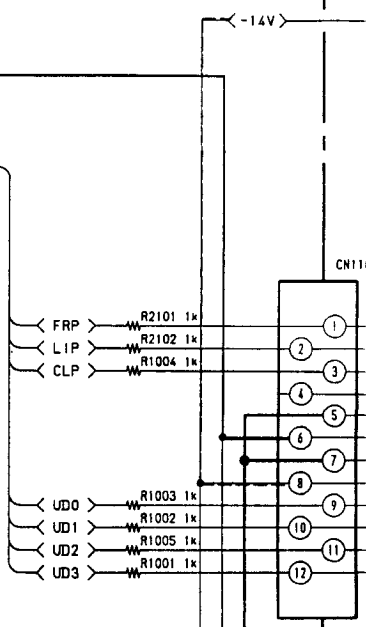 -14V
CN11
FRP R2101 1k 1
LIP R2102 1k 2
CLP R1004 1k 3
4
5
6
7
8
UD0 R1003 1k 9
UD1 R1002 1k 10
UD2 R1005 1k 11
UD3 R1001 1k 12